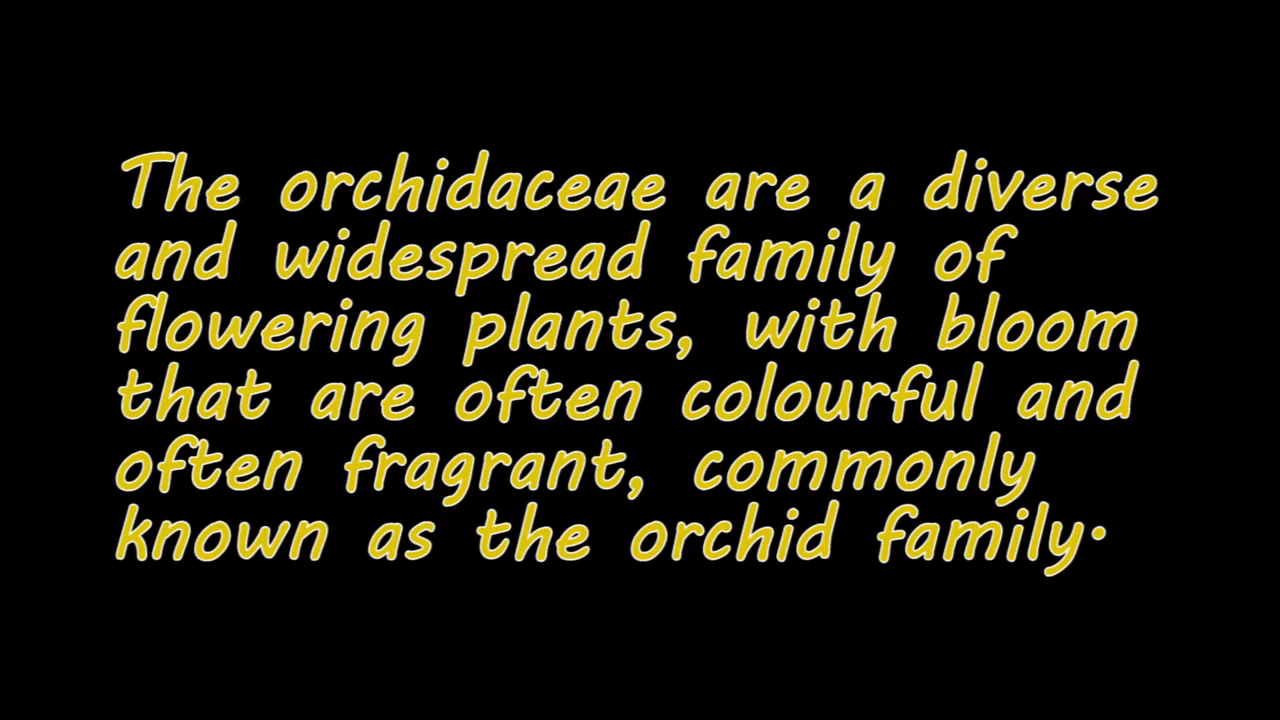 The orchidaceae are a diverse
and widespread family of
flowering plants, with bloom
that are often colourful and
often fragrant, commonly
known as the orchid family.